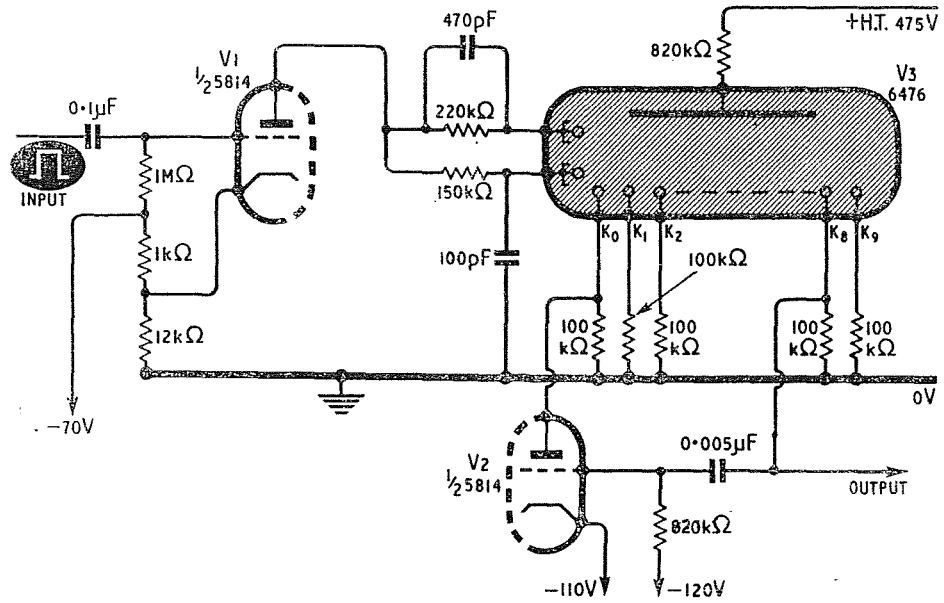 470pF
+H.T. 475V
820kΩ
V1
½5814
V3
6476
0·1µF
220kΩ
1MΩ
INPUT
150kΩ
K0
K1
K2
K8
K9
1kΩ
100pF
100kΩ
12kΩ
100
kΩ
100
kΩ
100
kΩ
100
kΩ
0V
-70V
V2
½5814
0·005µF
OUTPUT
820kΩ
-110V
-120V